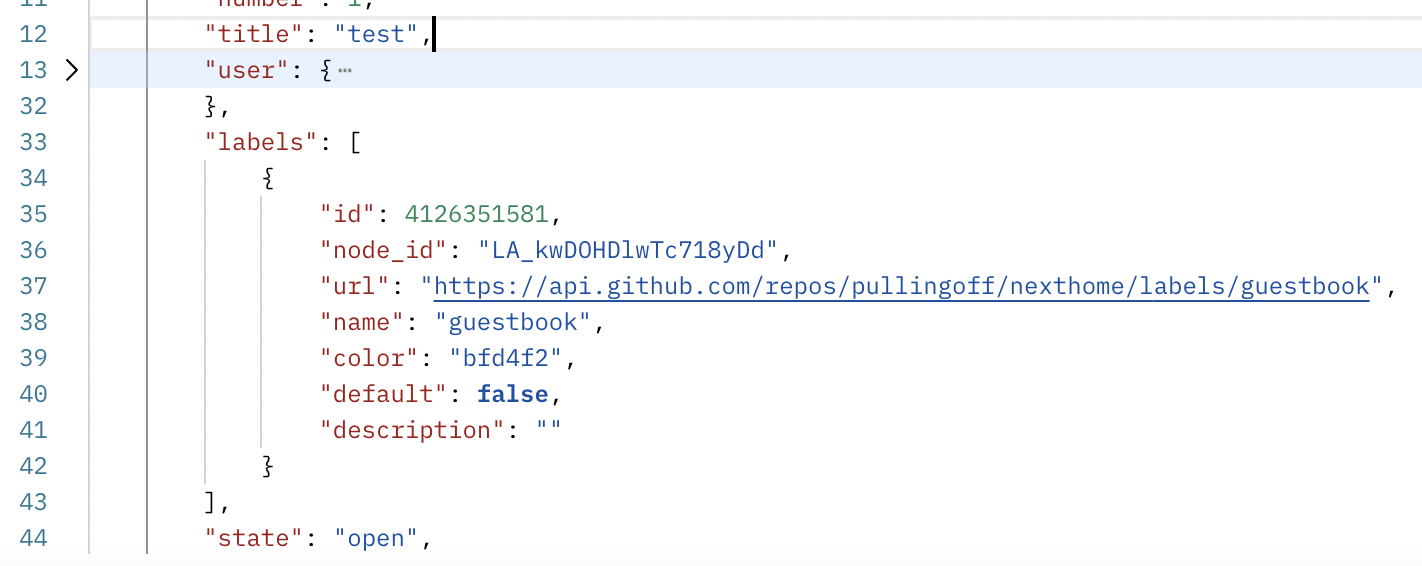 11 "number": 1,
12 "title": "test",
13 "user": { …
32 },
33 "labels": [
34 {
35 "id": 4126351581,
36 "node_id": "LA_kwDOHDlwTc718yDd",
37 "url": "https://api.github.com/repos/pullingoff/nexthome/labels/guestbook",
38 "name": "guestbook",
39 "color": "bfd4f2",
40 "default": false,
41 "description": ""
42 }
43 ],
44 "state": "open",